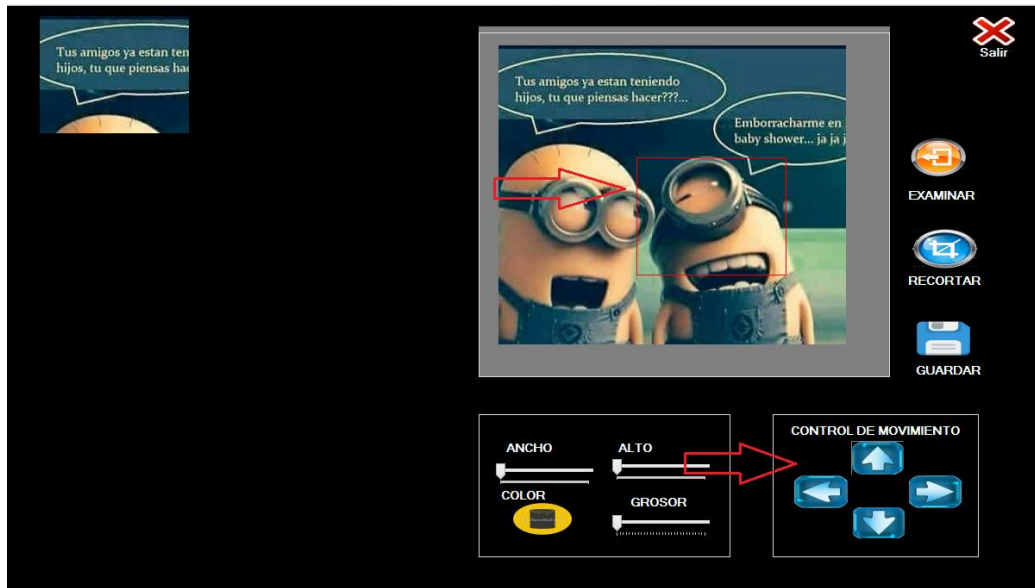 Tus amigos ya estan ten
hijos, tu que piensas hac
Tus amigos ya estan teniendo
hijos, tu que piensas hacer???...
Emborracharme en
baby shower... ja ja j
Salir
EXAMINAR
RECORTAR
GUARDAR
ANCHO
ALTO
COLOR
GROSOR
CONTROL DE MOVIMIENTO